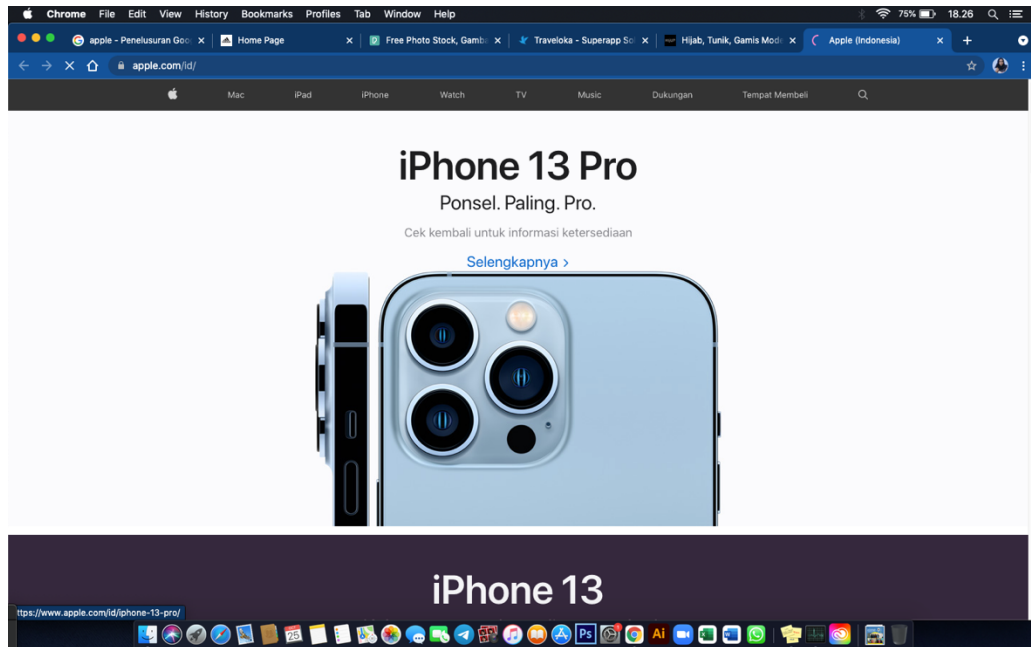 Chrome File Edit View History Bookmarks Profiles Tab Window Help 75% 18.26
apple - Penelusuran Goo
Home Page
Free Photo Stock, Gamba
Traveloka - Superapp So
Hijab, Tunik, Gamis Mode
Apple (Indonesia)
apple.com/id/
Mac iPad iPhone Watch TV Music Dukungan Tempat Membeli
iPhone 13 Pro
Ponsel. Paling. Pro.
Cek kembali untuk informasi ketersediaan
Selengkapnya >
iPhone 13
ttps://www.apple.com/id/iphone-13-pro/
25
Ps
Ai